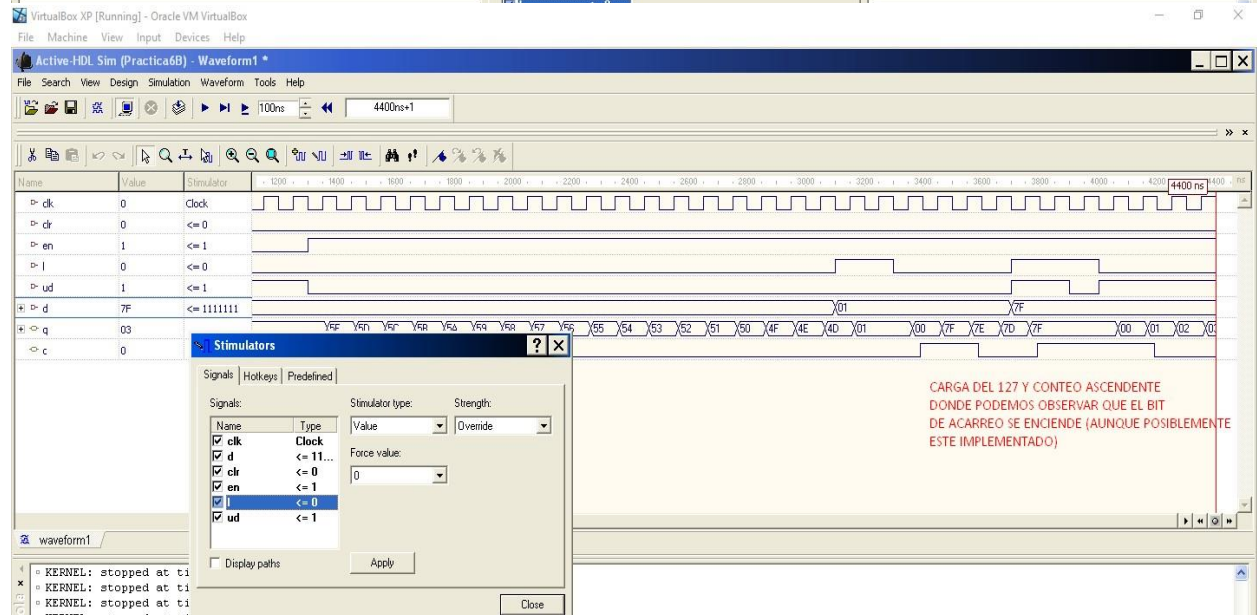 VirtualBox XP [Running] - Oracle VM VirtualBox
File Machine View Input Devices Help
Active-HDL Sim (Practica6B) - Waveform1 *
File Search View Design Simulation Waveform Tools Help
100ns 4400ns+1
Name Value Stimulator 1200 1400 1600 1800 2000 2200 2400 2600 2800 3000 3200 3400 3600 3800 4000 4200 4400 ns 4400 ns
clk 0 Clock
clr 0 <= 0
en 1 <= 1
l 0 <= 0
ud 1 <= 1
d 7F <= 1111111 01 7F
q 03 5E 5D 5C 5B 5A 59 58 57 56 55 54 53 52 51 50 4F 4E 4D 01 00 7F 7E 7D 7F 00 01 02
c 0
Stimulators
Signals Hotkeys Predefined
Signals: Stimulator type: Strength:
Name Type Value Override
clk Clock
d <= 11...
Force value:
clr <= 0
0
en <= 1
l <= 0
ud <= 1
Display paths Apply
Close
CARGA DEL 127 Y CONTEO ASCENDENTE
DONDE PODEMOS OBSERVAR QUE EL BIT
DE ACARREO SE ENCIENDE (AUNQUE POSIBLEMENTE
ESTE IMPLEMENTADO)
waveform1
KERNEL: stopped at ti
KERNEL: stopped at ti
KERNEL: stopped at ti